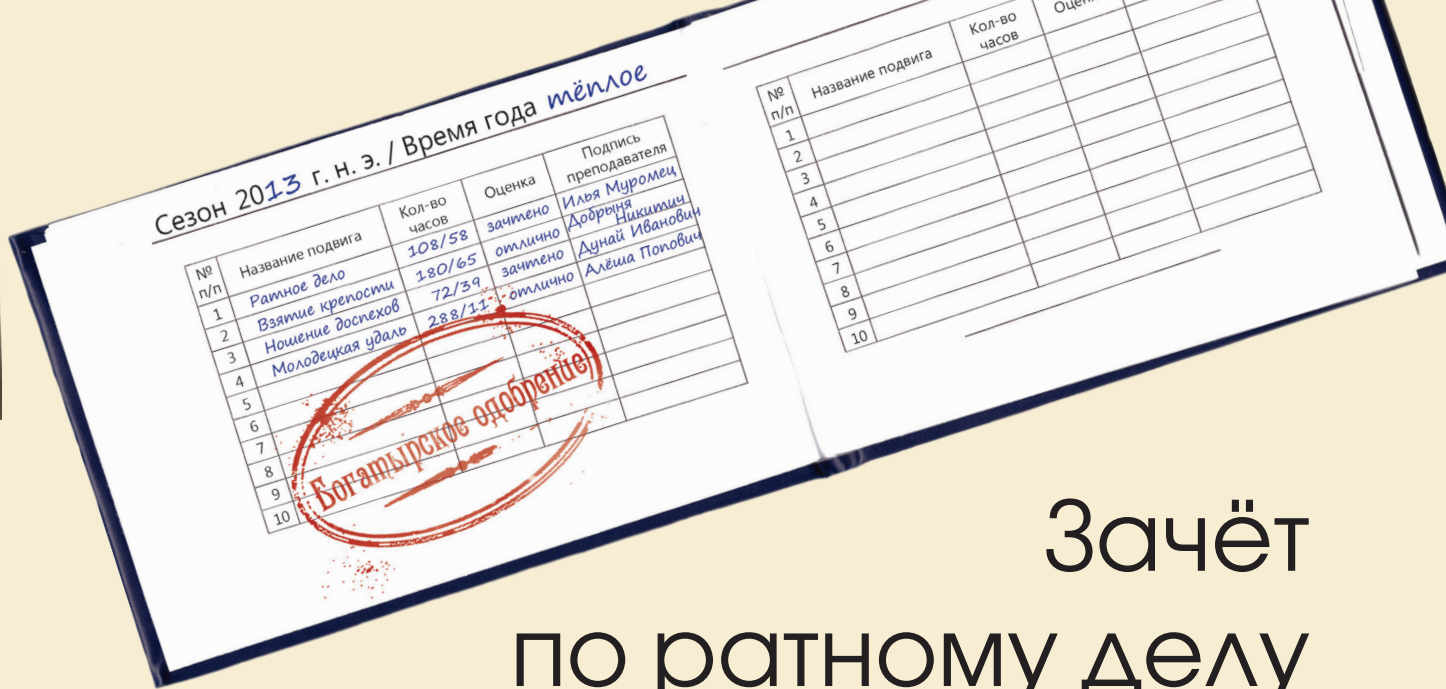 Сезон 2013 г. н. э. / Время года тёплое
№ п/п Название подвига Кол-во часов Оценка Подпись преподавателя
1 Ратное дело 108/58 зачтено Илья Муромец
2 Взятие крепости 180/65 отлично Добрыня Никитич
3 Ношение доспехов 72/39 зачтено Дунай Иванович
4 Молодецкая удаль 288/11 отлично Алёша Попович
5
6
7
8
9
10
Богатырское одобрение
№ п/п Название подвига Кол-во часов
1
2
3
4
5
6
7
8
9
10
Зачёт
по ратному делу